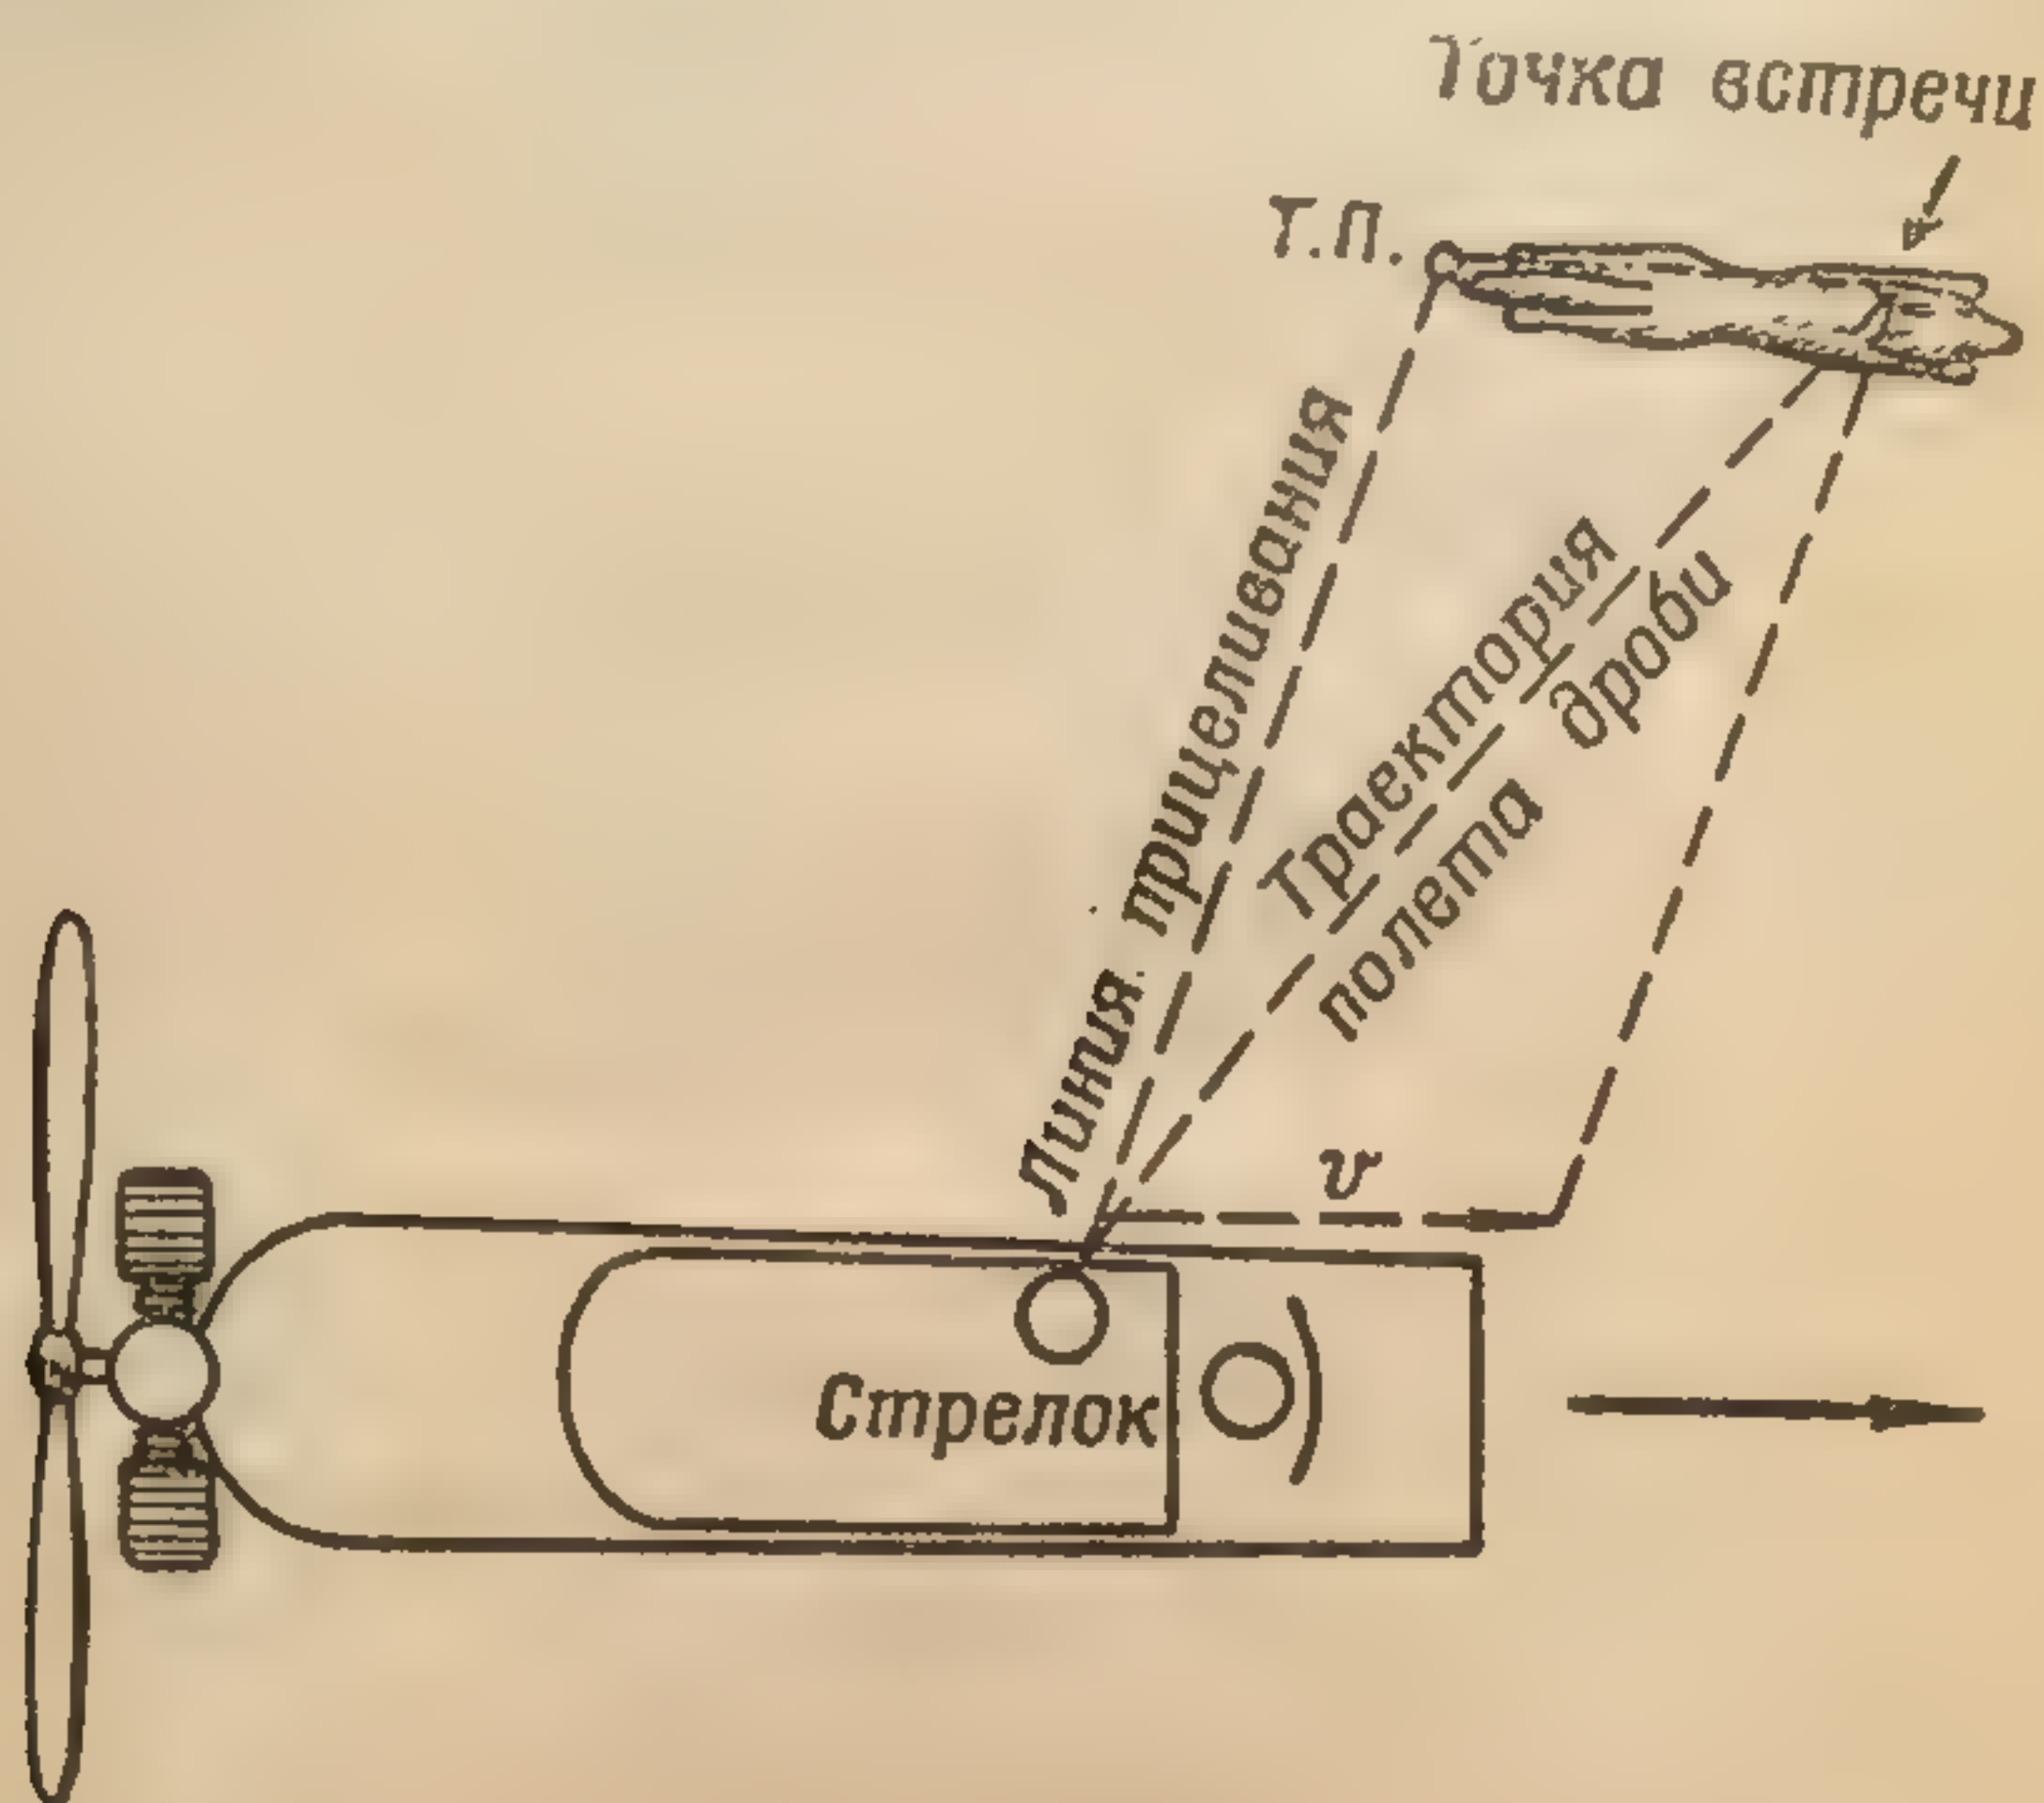 Точка встречи
Т.П.
Линия прицеливания
Траектория
полета дроби
v
Стрелок